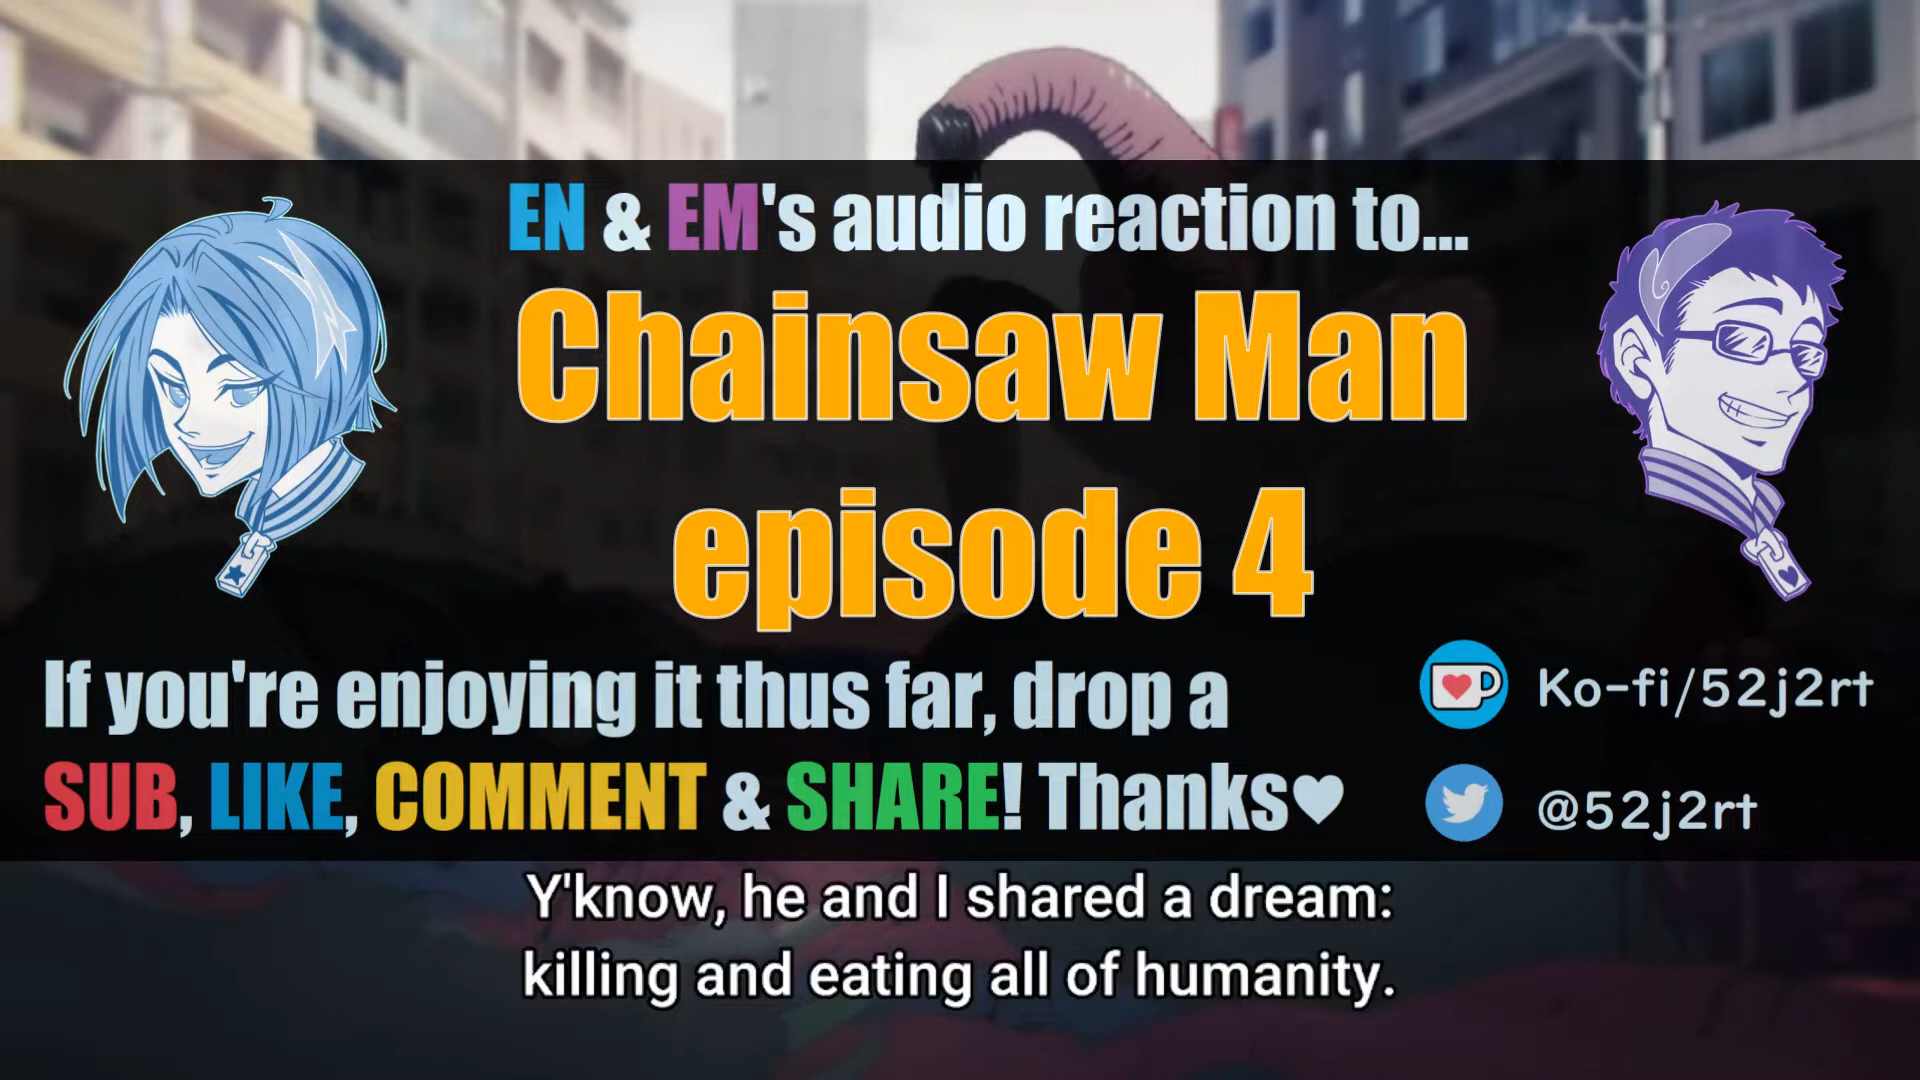 EN & EM's audio reaction to...
Chainsaw Man
episode 4
If you're enjoying it thus far, drop a
SUB, LIKE, COMMENT & SHARE! Thanks♥
Ko-fi/52j2rt
@52j2rt
Y'know, he and I shared a dream:
killing and eating all of humanity.